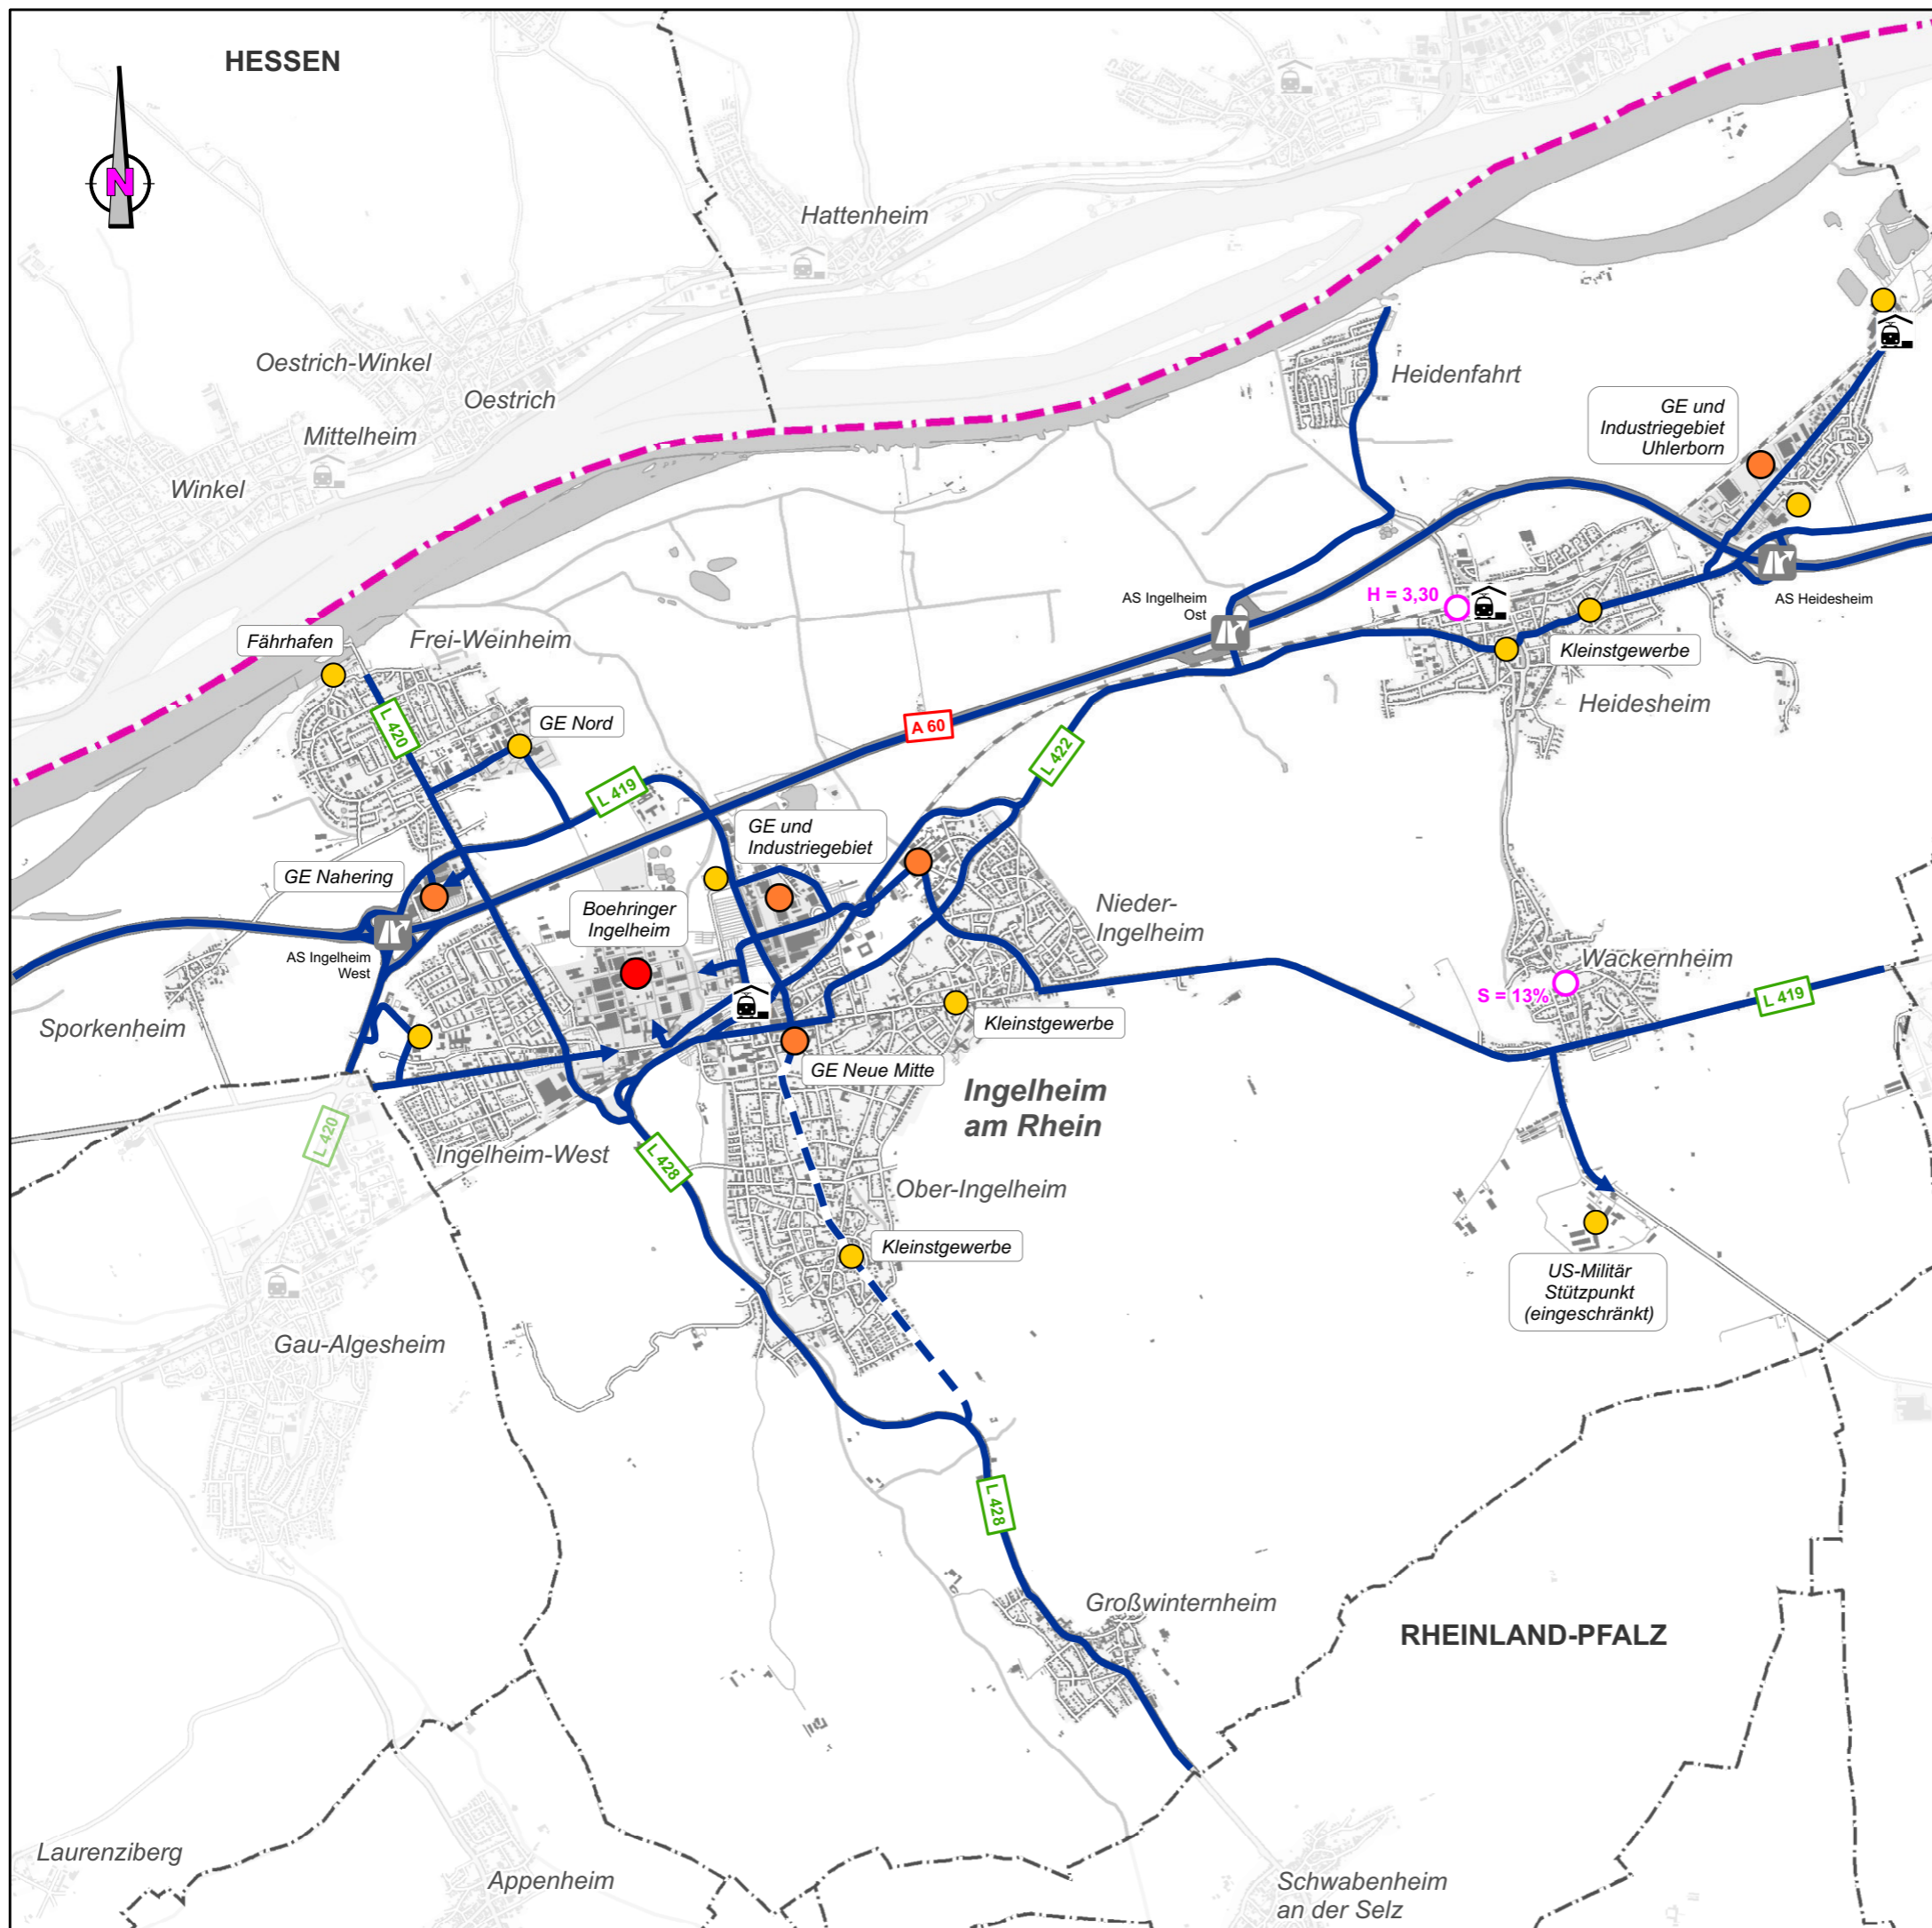 HESSEN
N
Hattenheim
Oestrich-Winkel
Oestrich
Mittelheim
Winkel
Heidenfahrt
GE und
Industriegebiet
Uhlerborn
AS Ingelheim
Ost
H = 3,30
AS Heidesheim
Kleinstgewerbe
Heidesheim
Fährhafen
Frei-Weinheim
L 420
GE Nord
A 60
L 422
L 419
GE und
Industriegebiet
GE Nahering
Boehringer
Ingelheim
Nieder-
Ingelheim
AS Ingelheim
West
Wackernheim
S = 13%
L 419
Sporkenheim
Kleinstgewerbe
GE Neue Mitte
Ingelheim
am Rhein
L 420
Ingelheim-West
L 428
Ober-Ingelheim
Kleinstgewerbe
US-Militär
Stützpunkt
(eingeschränkt)
Gau-Algesheim
L 428
Großwinternheim
RHEINLAND-PFALZ
Laurenziberg
Appenheim
Schwabenheim
an der Selz